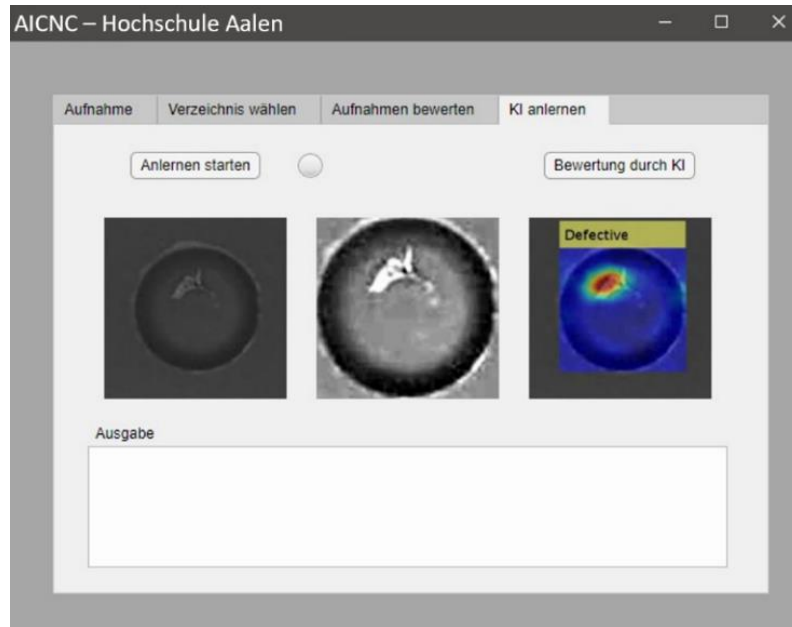 AICNC – Hochschule Aalen
Aufnahme Verzeichnis wählen Aufnahmen bewerten KI anlernen
Anlernen starten Bewertung durch KI
Defective
Ausgabe